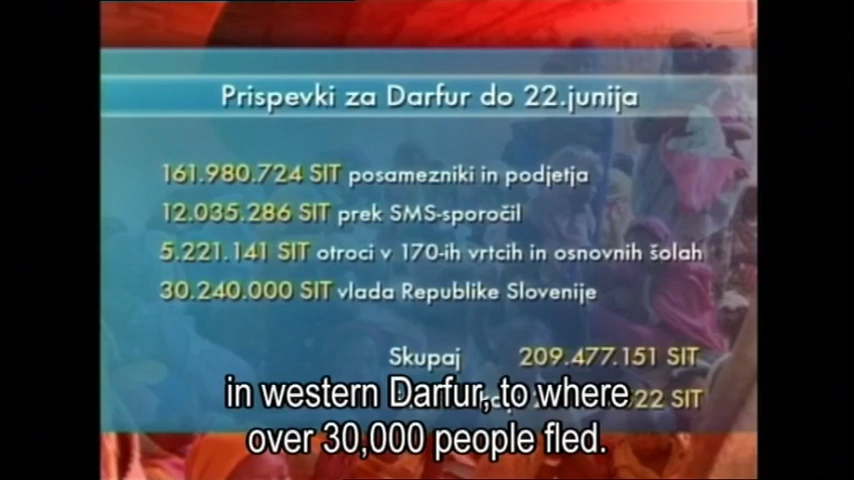 Prispevki za Darfur do 22.junija
161.980.724 SIT posamezniki in podjetja
12.035.286 SIT prek SMS-sporočil
5.221.141 SIT otroci v 170-ih vrtcih in osnovnih šolah
30.240.000 SIT vlada Republike Slovenije
Skupaj 209.477.151 SIT
22 SIT
in western Darfur, to where
over 30,000 people fled.